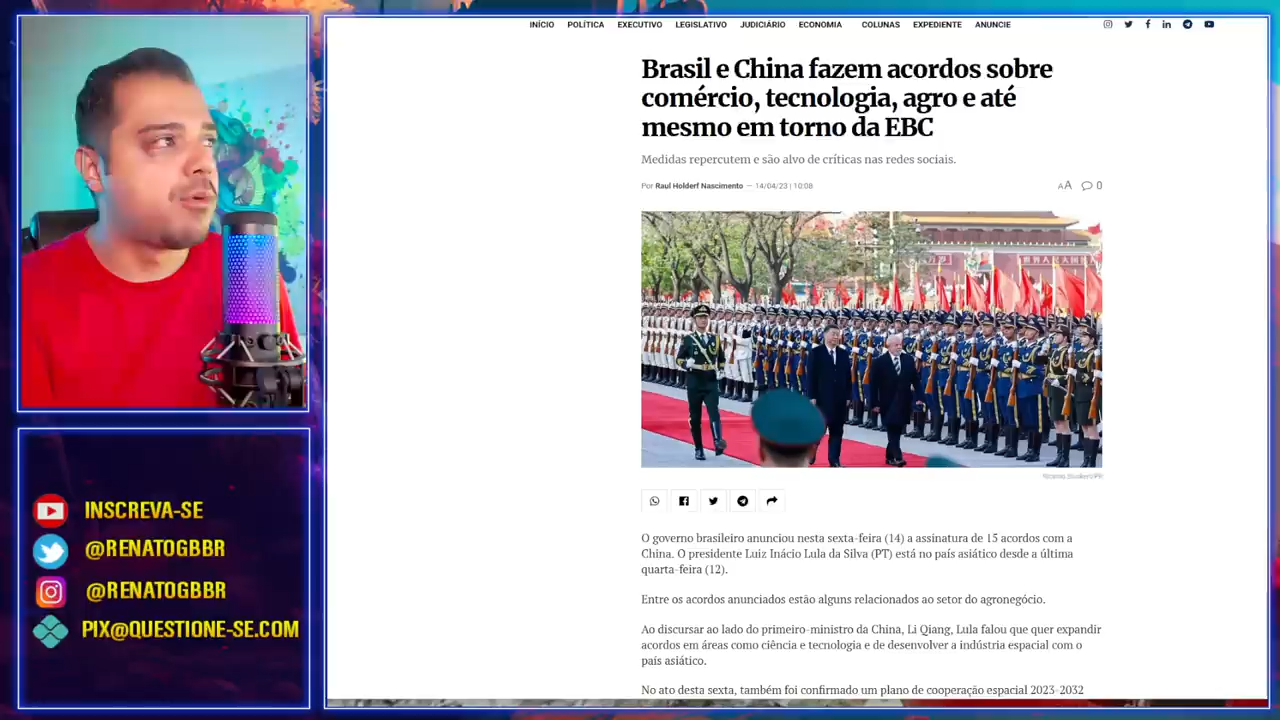 INÍCIO POLÍTICA EXECUTIVO LEGISLATIVO JUDICIÁRIO ECONOMIA COLUNAS EXPEDIENTE ANUNCIE
Brasil e China fazem acordos sobre
comércio, tecnologia, agro e até
mesmo em torno da EBC
Medidas repercutem e são alvo de críticas nas redes sociais.
Por Raul Holderf Nascimento — 14/04/23 | 10:08
AA 0
O governo brasileiro anunciou nesta sexta-feira (14) a assinatura de 15 acordos com a
China. O presidente Luiz Inácio Lula da Silva (PT) está no país asiático desde a última
quarta-feira (12).
Entre os acordos anunciados estão alguns relacionados ao setor do agronegócio.
Ao discursar ao lado do primeiro-ministro da China, Li Qiang, Lula falou que quer expandir
acordos em áreas como ciência e tecnologia e de desenvolver a indústria espacial com o
país asiático.
No ato desta sexta, também foi confirmado um plano de cooperação espacial 2023-2032
INSCREVA-SE
@RENATOGBBR
@RENATOGBBR
PIX@QUESTIONE-SE.COM